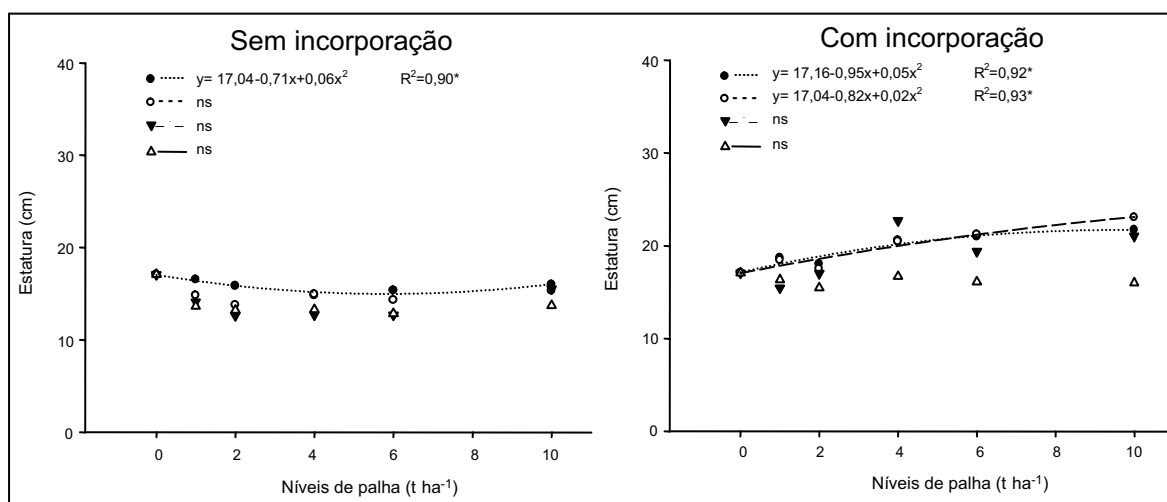 Sem incorporação
y= 17,04-0,71x+0,06x² R²=0,90*
ns
ns
ns
Estatura (cm)
40
30
20
10
0
0 2 4 6 8 10
Níveis de palha (t ha⁻¹)
Com incorporação
y= 17,16-0,95x+0,05x² R²=0,92*
y= 17,04-0,82x+0,02x² R²=0,93*
ns
ns
Estatura (cm)
40
30
20
10
0
0 2 4 6 8 10
Níveis de palha (t ha⁻¹)